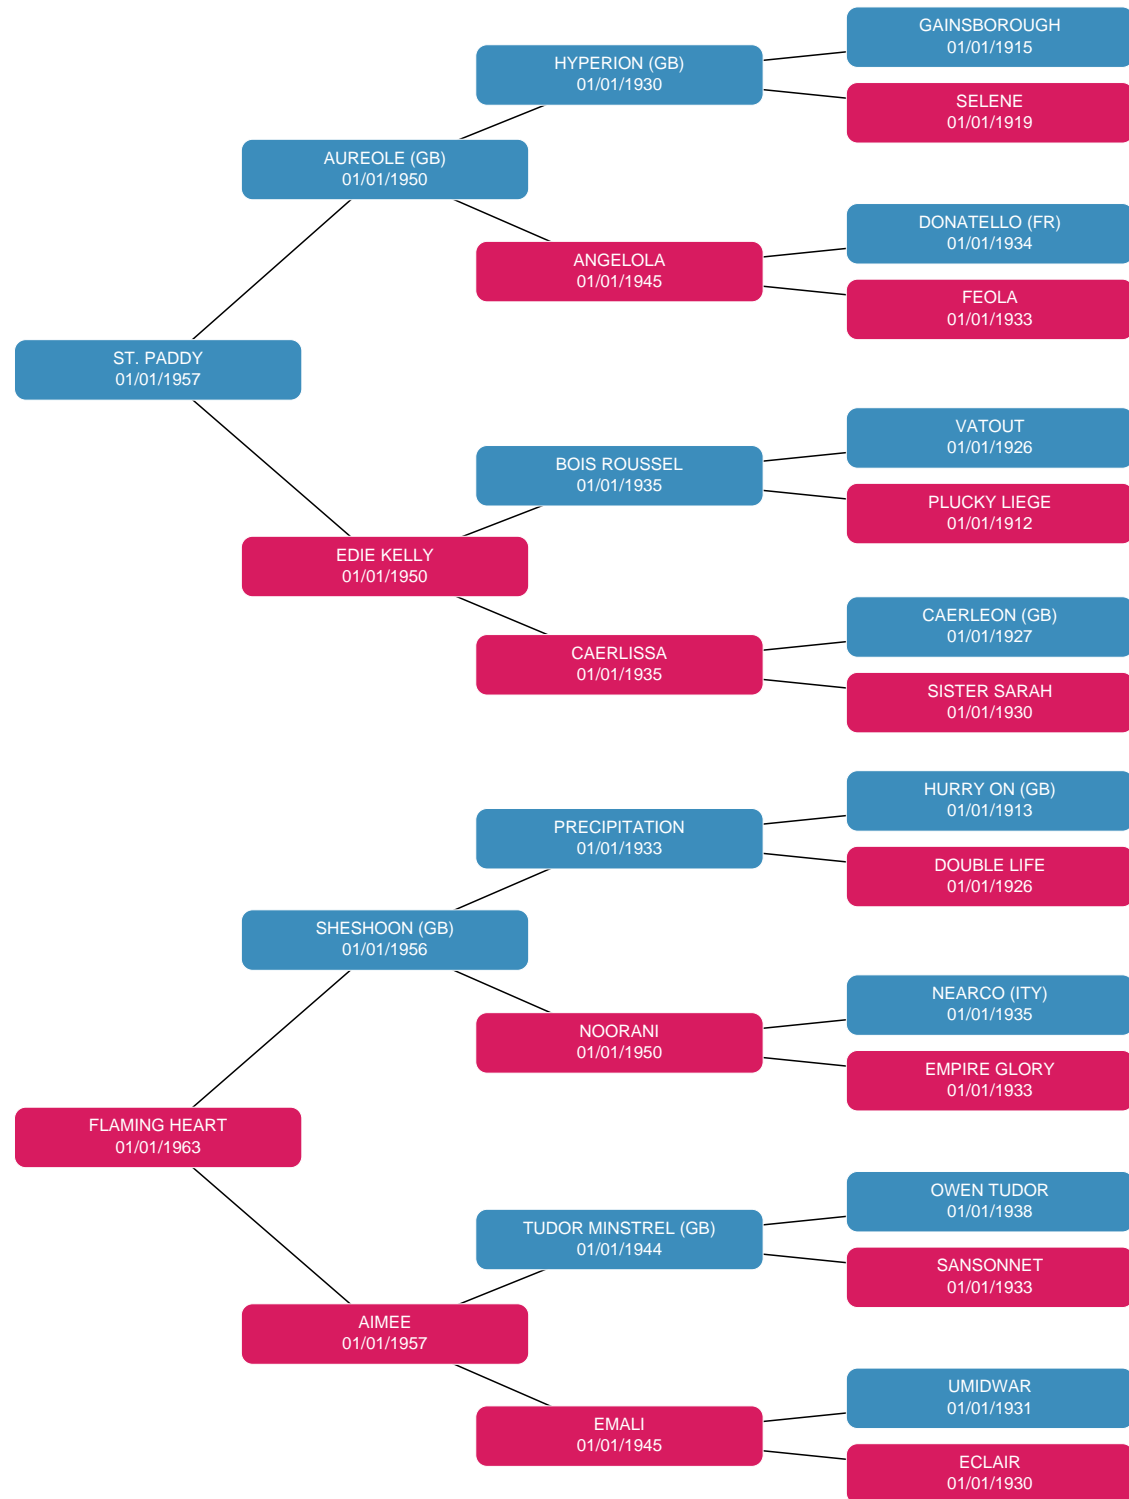 GAINSBOROUGH
01/01/1915
HYPERION (GB)
01/01/1930
SELENE
01/01/1919
AUREOLE (GB)
01/01/1950
DONATELLO (FR)
01/01/1934
ANGELOLA
01/01/1945
FEOLA
01/01/1933
ST. PADDY
01/01/1957
VATOUT
01/01/1926
BOIS ROUSSEL
01/01/1935
PLUCKY LIEGE
01/01/1912
EDIE KELLY
01/01/1950
CAERLEON (GB)
01/01/1927
CAERLISSA
01/01/1935
SISTER SARAH
01/01/1930
HURRY ON (GB)
01/01/1913
PRECIPITATION
01/01/1933
DOUBLE LIFE
01/01/1926
SHESHOON (GB)
01/01/1956
NEARCO (ITY)
01/01/1935
NOORANI
01/01/1950
EMPIRE GLORY
01/01/1933
FLAMING HEART
01/01/1963
OWEN TUDOR
01/01/1938
TUDOR MINSTREL (GB)
01/01/1944
SANSONNET
01/01/1933
AIMEE
01/01/1957
UMIDWAR
01/01/1931
EMALI
01/01/1945
ECLAIR
01/01/1930